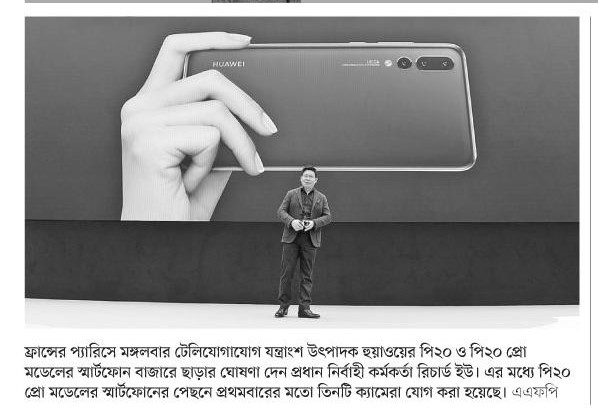 HUAWEI
LEICA
ফ্রান্সের প্যারিসে মঙ্গলবার টেলিযোগাযোগ যন্ত্রাংশ উৎপাদক হুয়াওয়ের পি২০ ও পি২০ প্রো
মডেলের স্মার্টফোন বাজারে ছাড়ার ঘোষণা দেন প্রধান নির্বাহী কর্মকর্তা রিচার্ড ইউ। এর মধ্যে পি২০
প্রো মডেলের স্মার্টফোনের পেছনে প্রথমবারের মতো তিনটি ক্যামেরা যোগ করা হয়েছে। এএফপি